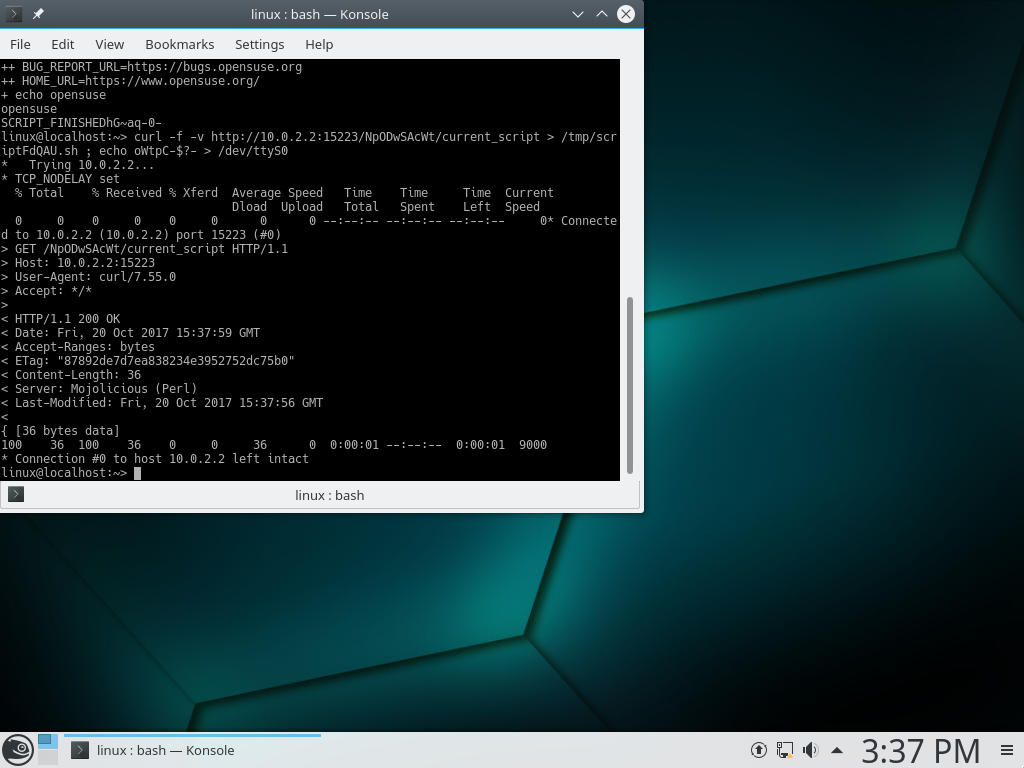 linux : bash — Konsole
File Edit View Bookmarks Settings Help
++ BUG_REPORT_URL=https://bugs.opensuse.org
++ HOME_URL=https://www.opensuse.org/
+ echo opensuse
opensuse
SCRIPT_FINISHEDhG~aq-0-
linux@localhost:~> curl -f -v http://10.0.2.2:15223/NpODwSAcWt/current_script > /tmp/scr
iptFdQAU.sh ; echo oWtpC-$?- > /dev/ttyS0
*   Trying 10.0.2.2...
* TCP_NODELAY set
  % Total    % Received % Xferd  Average Speed   Time    Time     Time  Current
                                 Dload  Upload   Total   Spent    Left  Speed
  0     0    0     0    0     0      0      0 --:--:-- --:--:-- --:--:--     0* Connecte
d to 10.0.2.2 (10.0.2.2) port 15223 (#0)
> GET /NpODwSAcWt/current_script HTTP/1.1
> Host: 10.0.2.2:15223
> User-Agent: curl/7.55.0
> Accept: */*
>
< HTTP/1.1 200 OK
< Date: Fri, 20 Oct 2017 15:37:59 GMT
< Accept-Ranges: bytes
< ETag: "87892de7d7ea838234e3952752dc75b0"
< Content-Length: 36
< Server: Mojolicious (Perl)
< Last-Modified: Fri, 20 Oct 2017 15:37:56 GMT
<
{ [36 bytes data]
100    36  100    36    0     0     36      0  0:00:01 --:--:--  0:00:01  9000
* Connection #0 to host 10.0.2.2 left intact
linux@localhost:~>
linux : bash
linux : bash — Konsole
3:37 PM